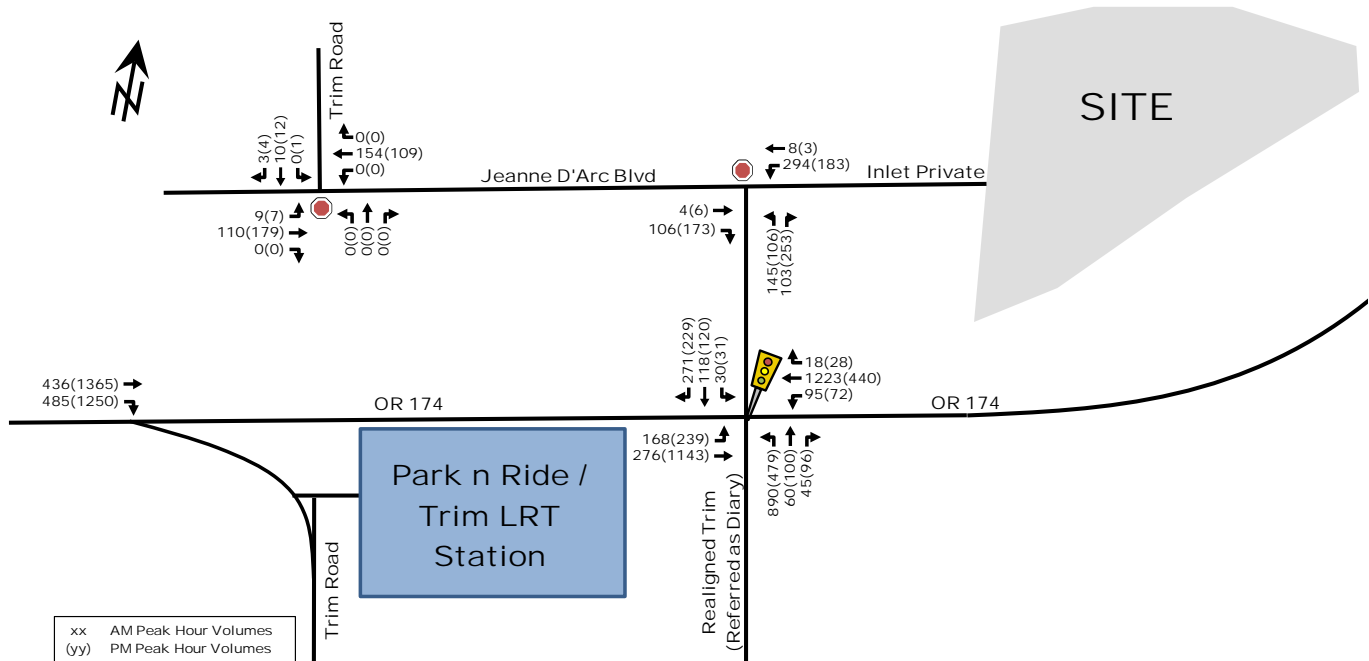 Trim Road
3(4)
10(12)
0(1)
0(0)
154(109)
0(0)
SITE
8(3)
294(183)
Jeanne D'Arc Blvd
Inlet Private
9(7)
110(179)
0(0)
0(0)
0(0)
0(0)
4(6)
106(173)
145(106)
103(253)
271(229)
118(120)
30(31)
18(28)
1223(440)
95(72)
436(1365)
485(1250)
OR 174
OR 174
168(239)
276(1143)
890(479)
60(100)
45(96)
Park n Ride /
Trim LRT
Station
Trim Road
Realigned Trim
(Referred as Diary)
xx AM Peak Hour Volumes
(yy) PM Peak Hour Volumes